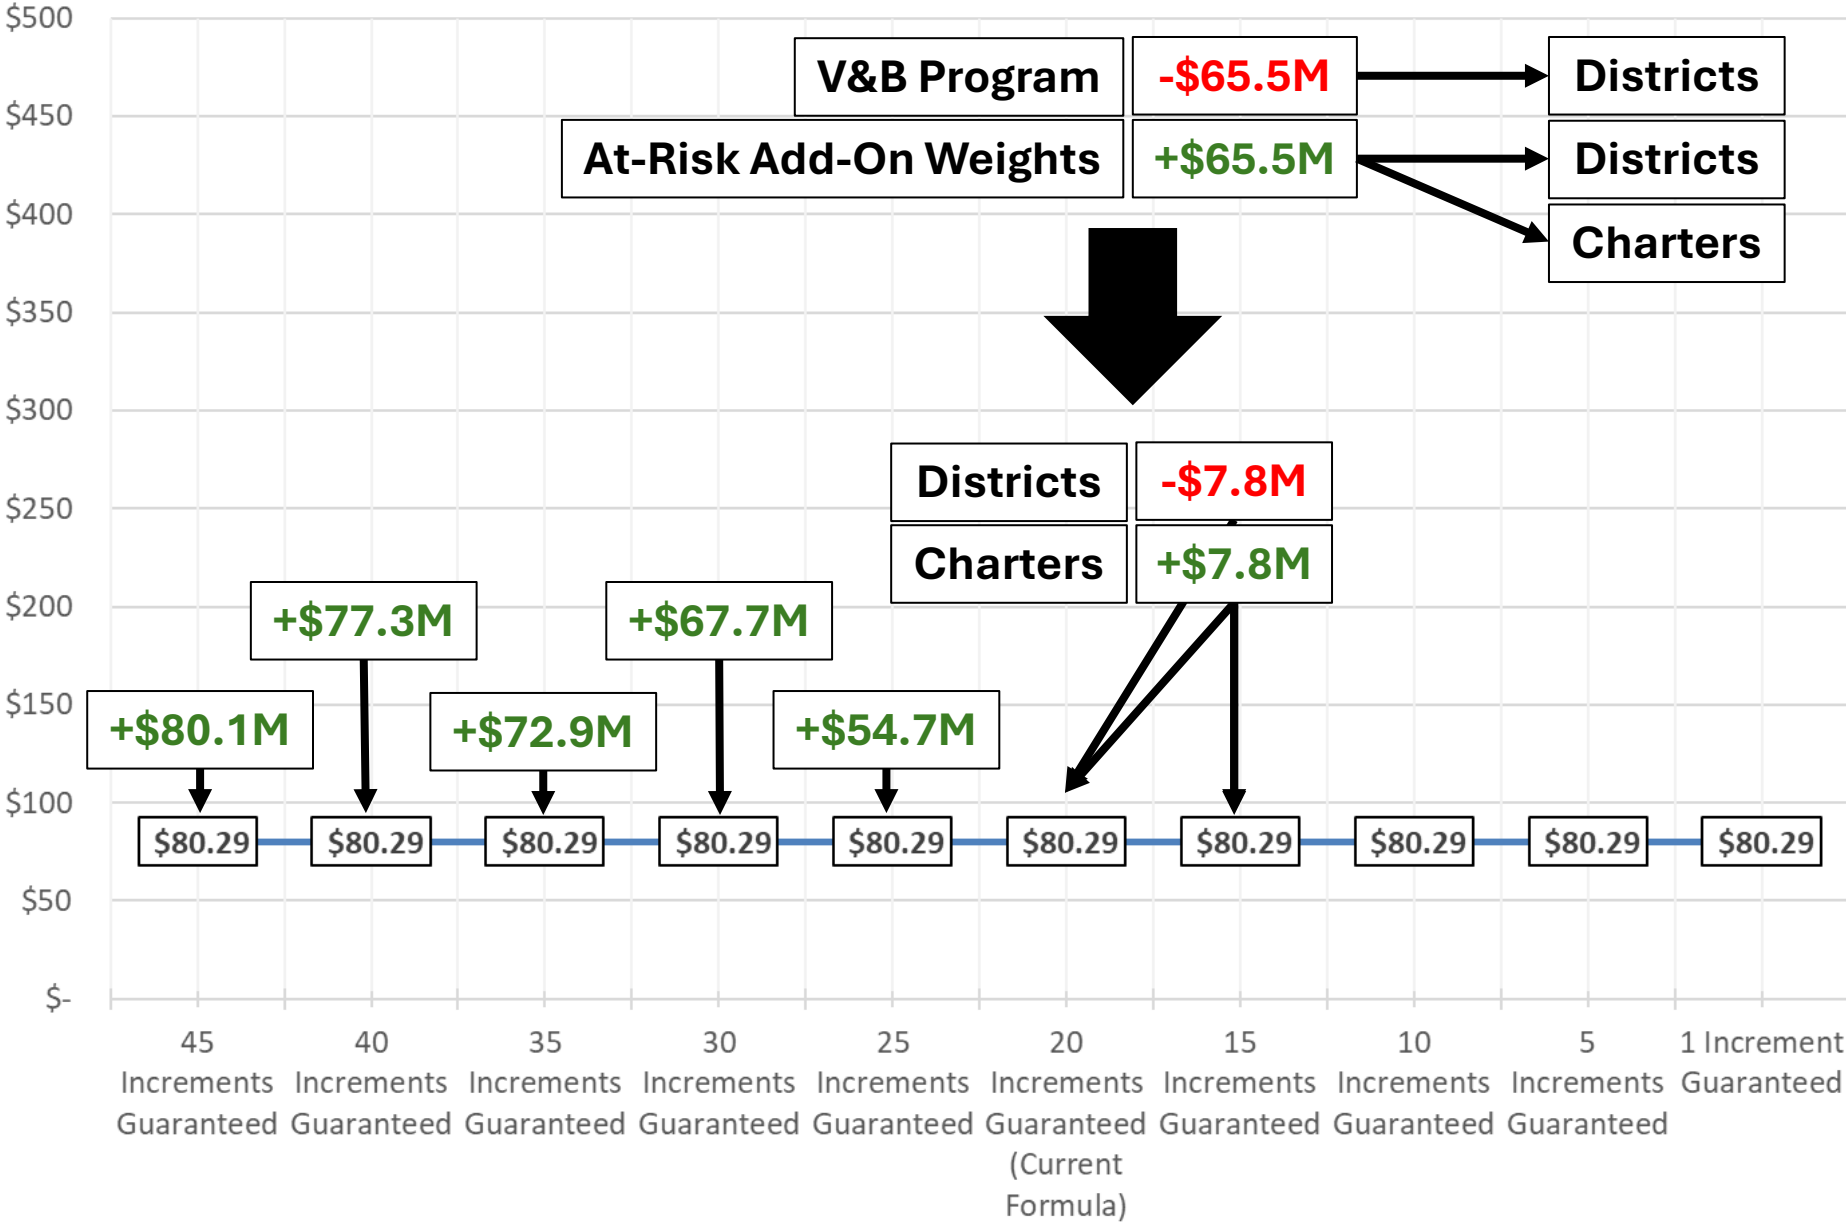 $500
$450
$400
$350
$300
$250
$200
$150
$100
$50
$-
V&B Program
-$65.5M
Districts
At-Risk Add-On Weights
+$65.5M
Districts
Charters
Districts
-$7.8M
Charters
+$7.8M
+$77.3M
+$67.7M
+$80.1M
+$72.9M
+$54.7M
$80.29
$80.29
$80.29
$80.29
$80.29
$80.29
$80.29
$80.29
$80.29
$80.29
45
Increments
Guaranteed
40
Increments
Guaranteed
35
Increments
Guaranteed
30
Increments
Guaranteed
25
Increments
Guaranteed
20
Increments
Guaranteed
(Current
Formula)
15
Increments
Guaranteed
10
Increments
Guaranteed
5
Increments
Guaranteed
1 Increment
Guaranteed